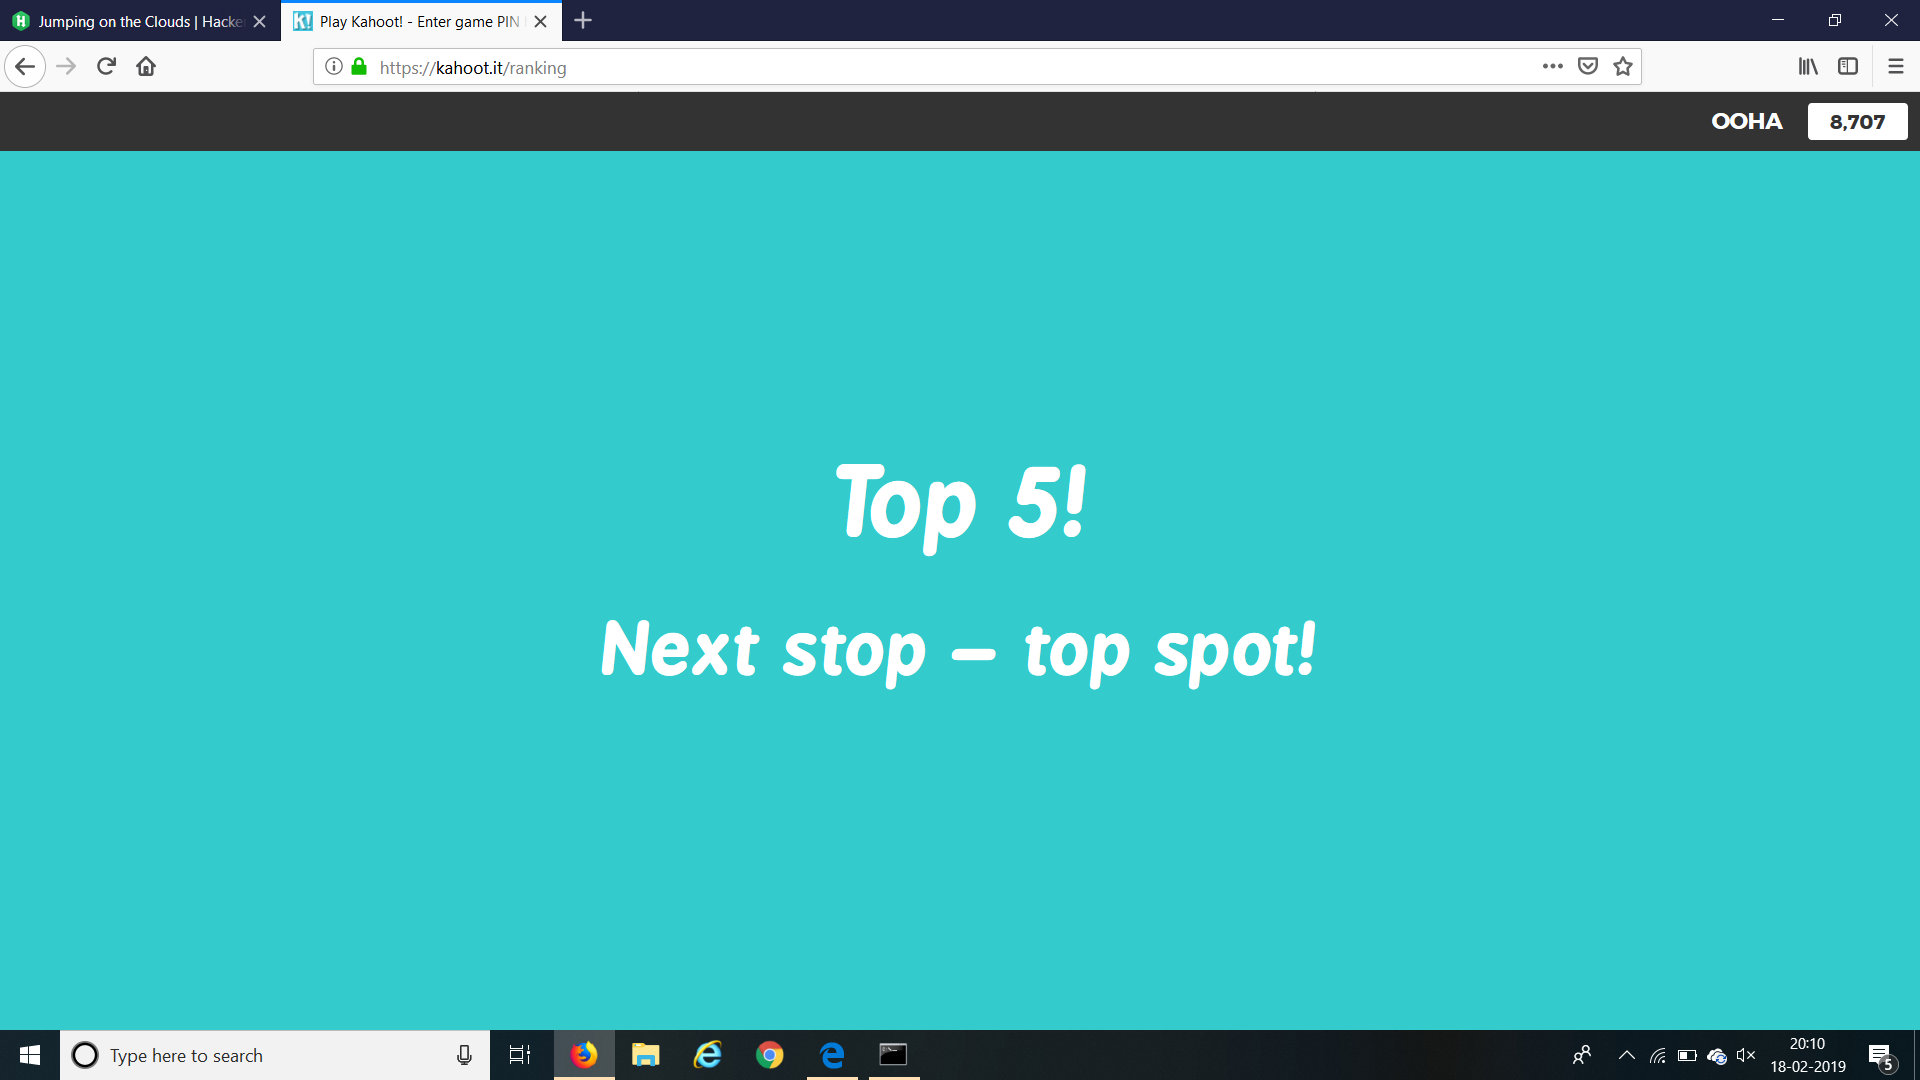 Jumping on the Clouds | Hacke
Play Kahoot! - Enter game PIN
https://kahoot.it/ranking
OOHA 8,707
Top 5!
Next stop – top spot!
Type here to search
20:10
18-02-2019
5